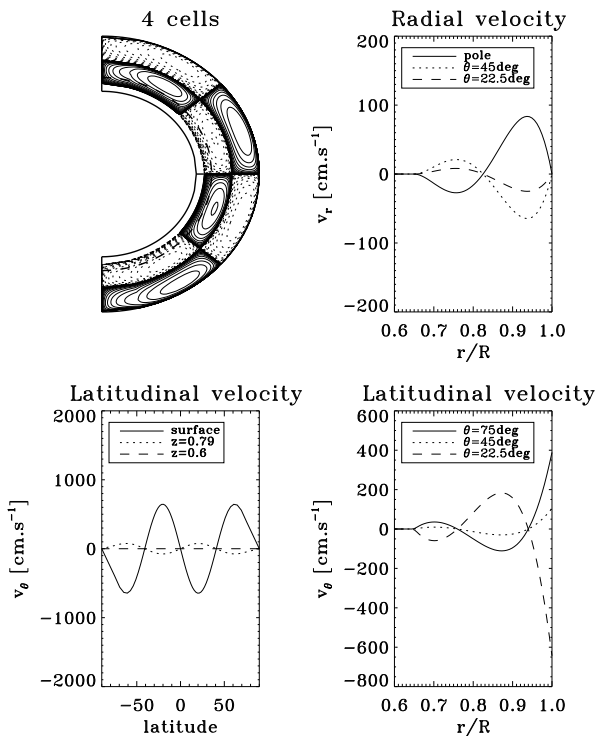 4 cells
Radial velocity
200
100
0
−100
−200
v_r [cm.s⁻¹]
pole
θ=45deg
θ=22.5deg
0.6 0.7 0.8 0.9 1.0
r/R
Latitudinal velocity
2000
1000
0
−1000
−2000
v_θ [cm.s⁻¹]
surface
z=0.79
z=0.6
−50 0 50
latitude
Latitudinal velocity
600
400
200
0
−200
−400
−600
−800
v_θ [cm.s⁻¹]
θ=75deg
θ=45deg
θ=22.5deg
0.6 0.7 0.8 0.9 1.0
r/R